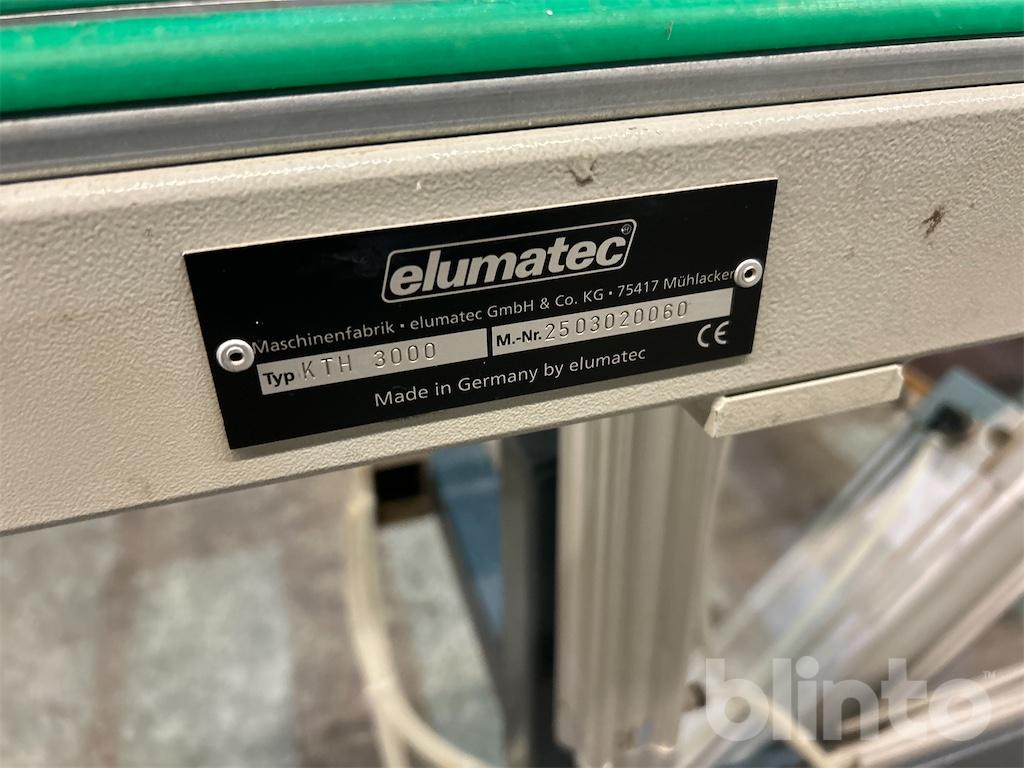 elumatec®
Maschinenfabrik • elumatec GmbH & Co. KG • 75417 Mühlacker
Typ KTH 3000 M.-Nr. 2503020060
Made in Germany by elumatec CE
blinto™